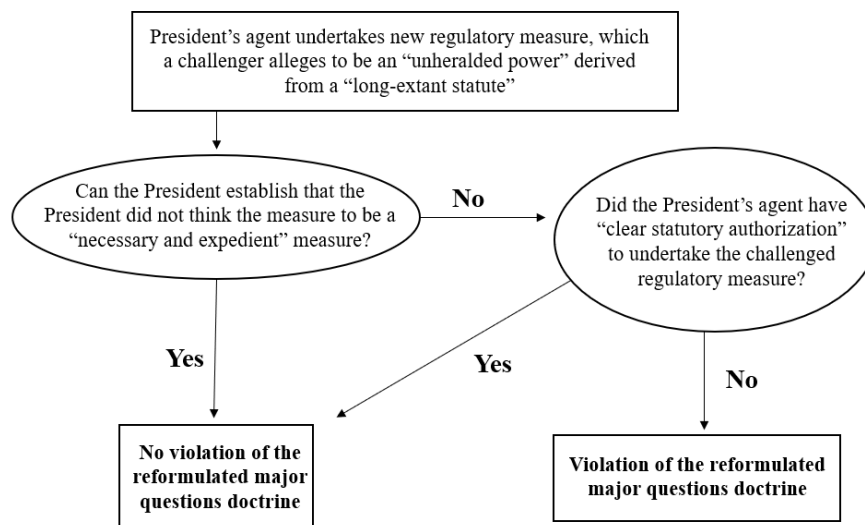 President’s agent undertakes new regulatory measure, which
a challenger alleges to be an “unheralded power” derived
from a “long-extant statute”
Can the President establish that the
President did not think the measure to be a
“necessary and expedient” measure?
No
Did the President’s agent have
“clear statutory authorization”
to undertake the challenged
regulatory measure?
Yes
Yes
No
No violation of the
reformulated major
questions doctrine
Violation of the reformulated
major questions doctrine